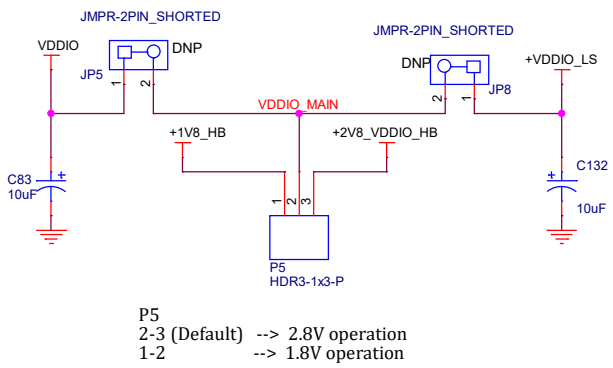 JMPR-2PIN_SHORTED
JMPR-2PIN_SHORTED
VDDIO
DNP
DNP
+VDDIO_LS
JP5
JP8
1
2
2
1
VDDIO_MAIN
+1V8_HB
+2V8_VDDIO_HB
C83
10uF
C132
10uF
1
2
3
P5
HDR3-1x3-P
P5
2-3 (Default) --> 2.8V operation
1-2 --> 1.8V operation